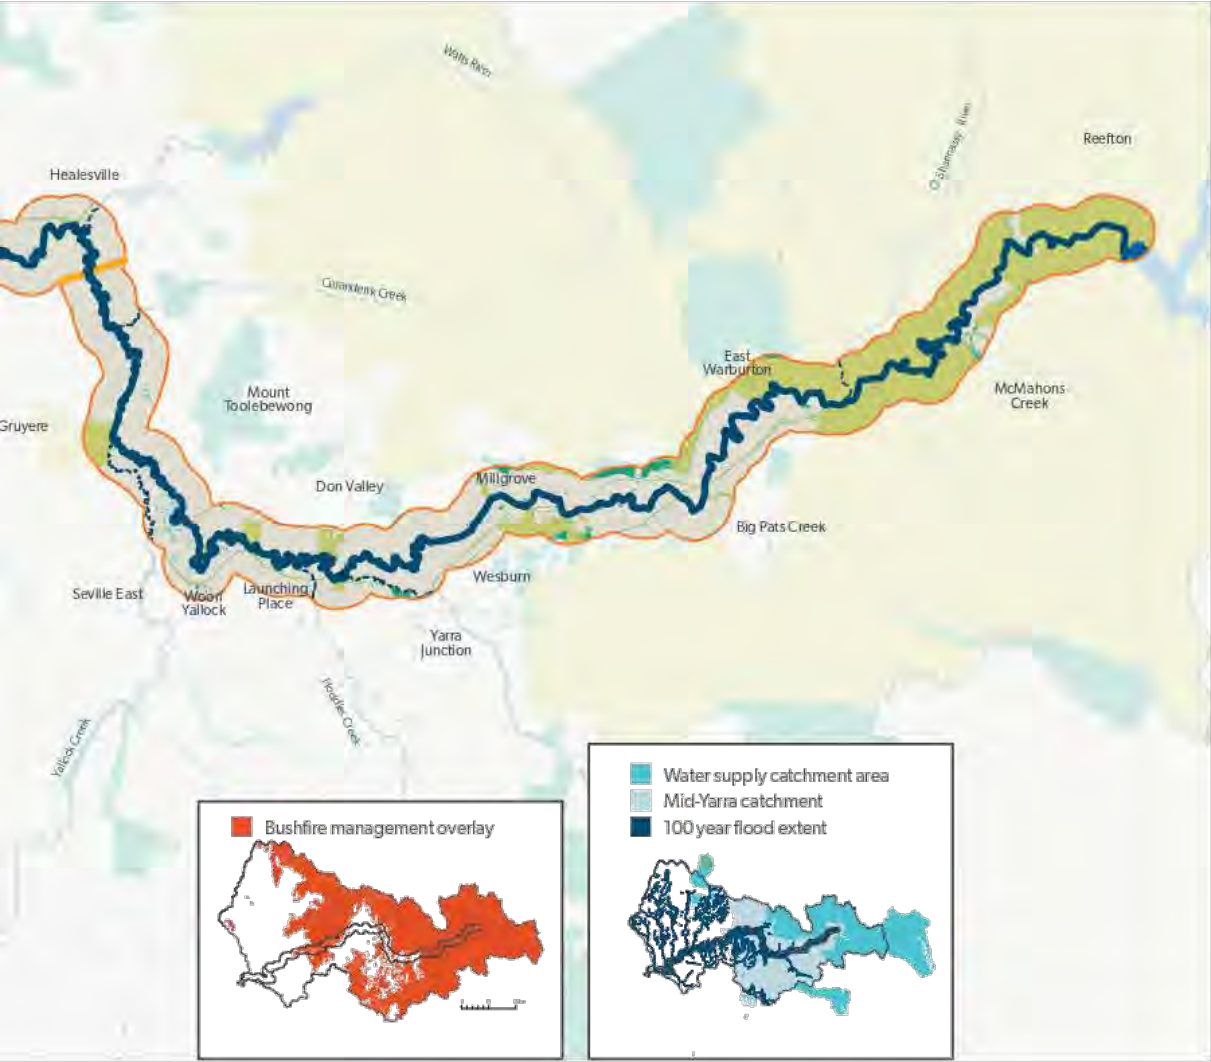 Watts River
O'Shannassy River
Reefton
Healesville
Coranderrk Creek
East
Warburton
Mount
Toolebewong
McMahons
Creek
Gruyere
Millgrove
Don Valley
Big Pats Creek
Wesburn
Seville East
Woori
Yallock
Launching
Place
Yarra
Junction
Hoddles Creek
Yallock Creek
Water supply catchment area
Mid-Yarra catchment
100 year flood extent
Bushfire management overlay